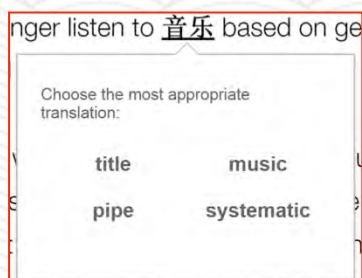 nger listen to 音乐 based on ge
Choose the most appropriate
translation:
title music
pipe systematic